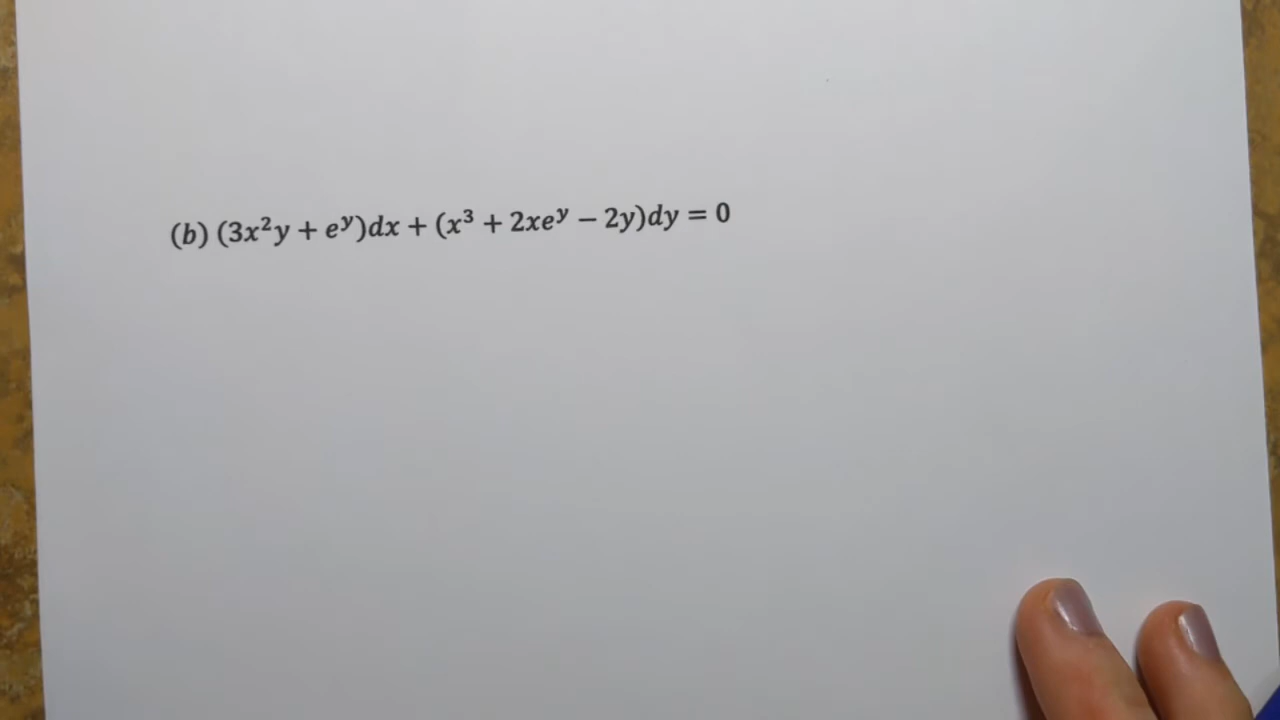 (b) (3x²y + eʸ)dx + (x³ + 2xeʸ − 2y)dy = 0